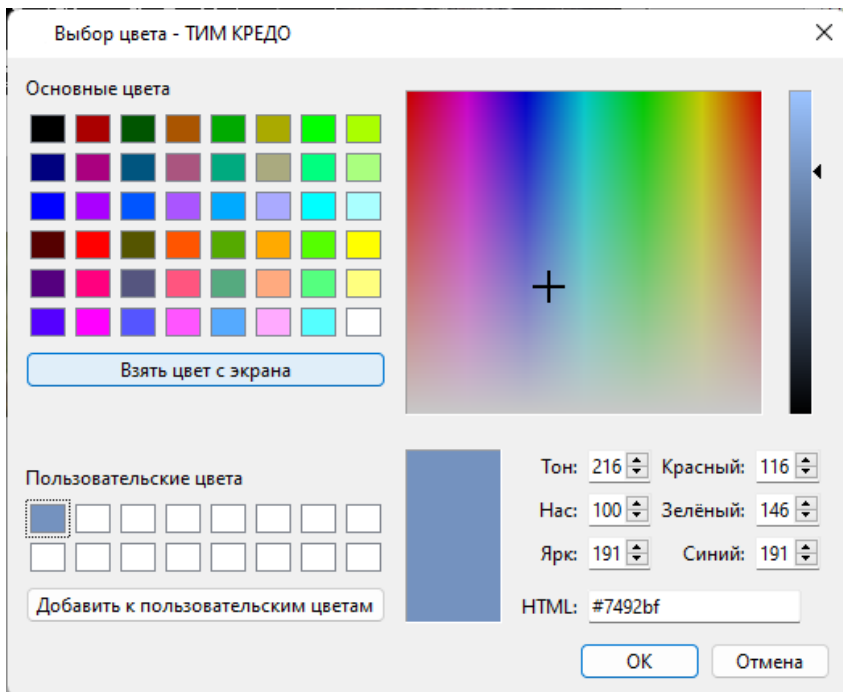 Выбор цвета - ТИМ КРЕДО
Основные цвета
Взять цвет с экрана
Пользовательские цвета
Добавить к пользовательским цветам
Тон: 216 Красный: 116
Нас: 100 Зелёный: 146
Ярк: 191 Синий: 191
HTML: #7492bf
ОК Отмена